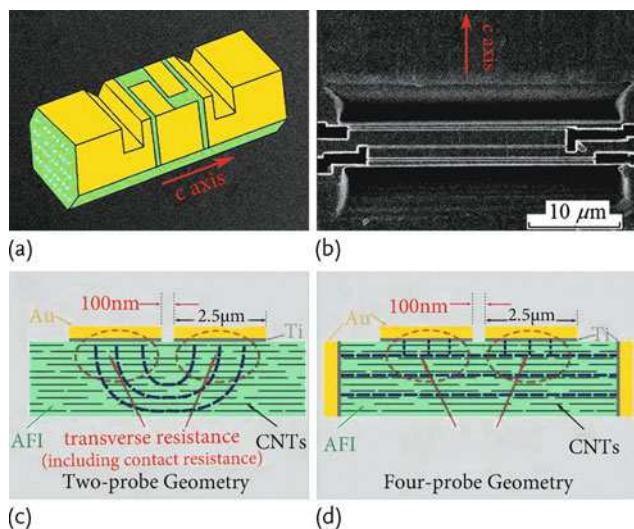 c axis
(a)
c axis
10 μm
(b)
100nm
2.5μm
Au
Ti
AFI
CNTs
transverse resistance
(including contact resistance)
Two-probe Geometry
(c)
100nm
2.5μm
Au
Ti
AFI
CNTs
Four-probe Geometry
(d)